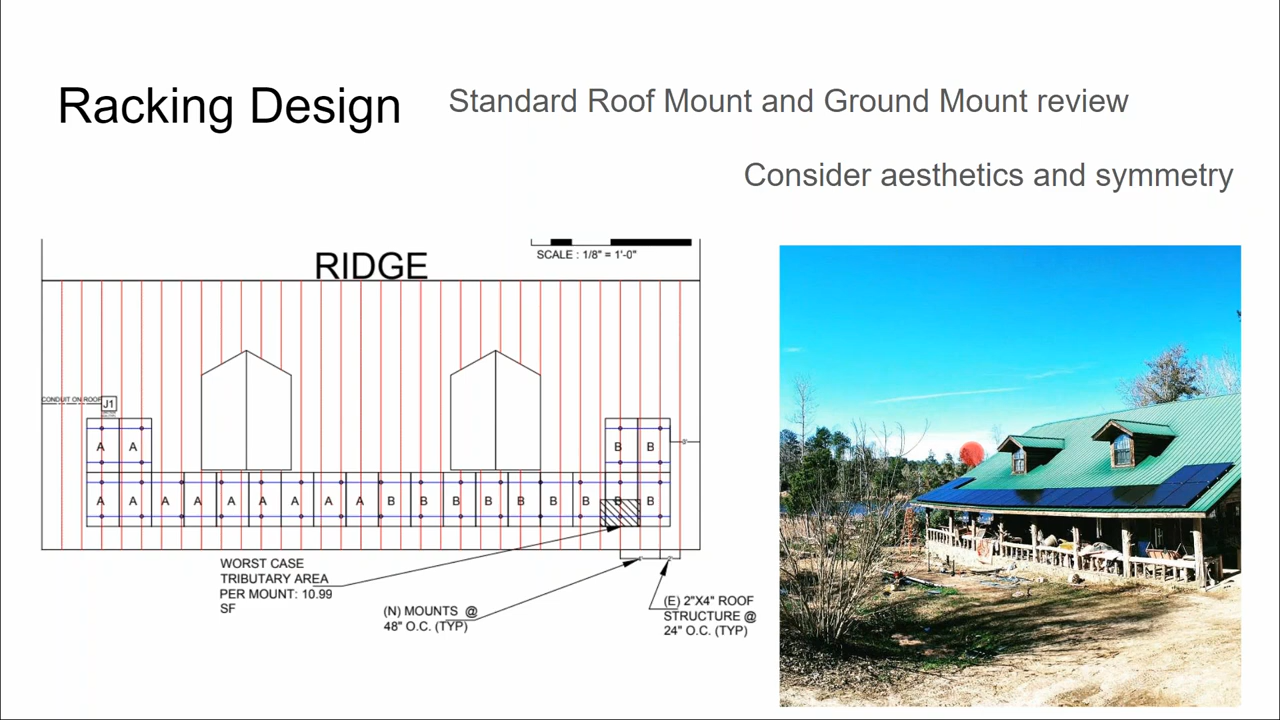 Racking Design
Standard Roof Mount and Ground Mount review
Consider aesthetics and symmetry
RIDGE
SCALE : 1/8" = 1'-0"
CONDUIT ON ROOF
J1
A A B B
A A A A A A A A A B B B B B B B B B
WORST CASE
TRIBUTARY AREA
PER MOUNT: 10.99
SF
(N) MOUNTS @
48" O.C. (TYP)
(E) 2"X4" ROOF
STRUCTURE @
24" O.C. (TYP)